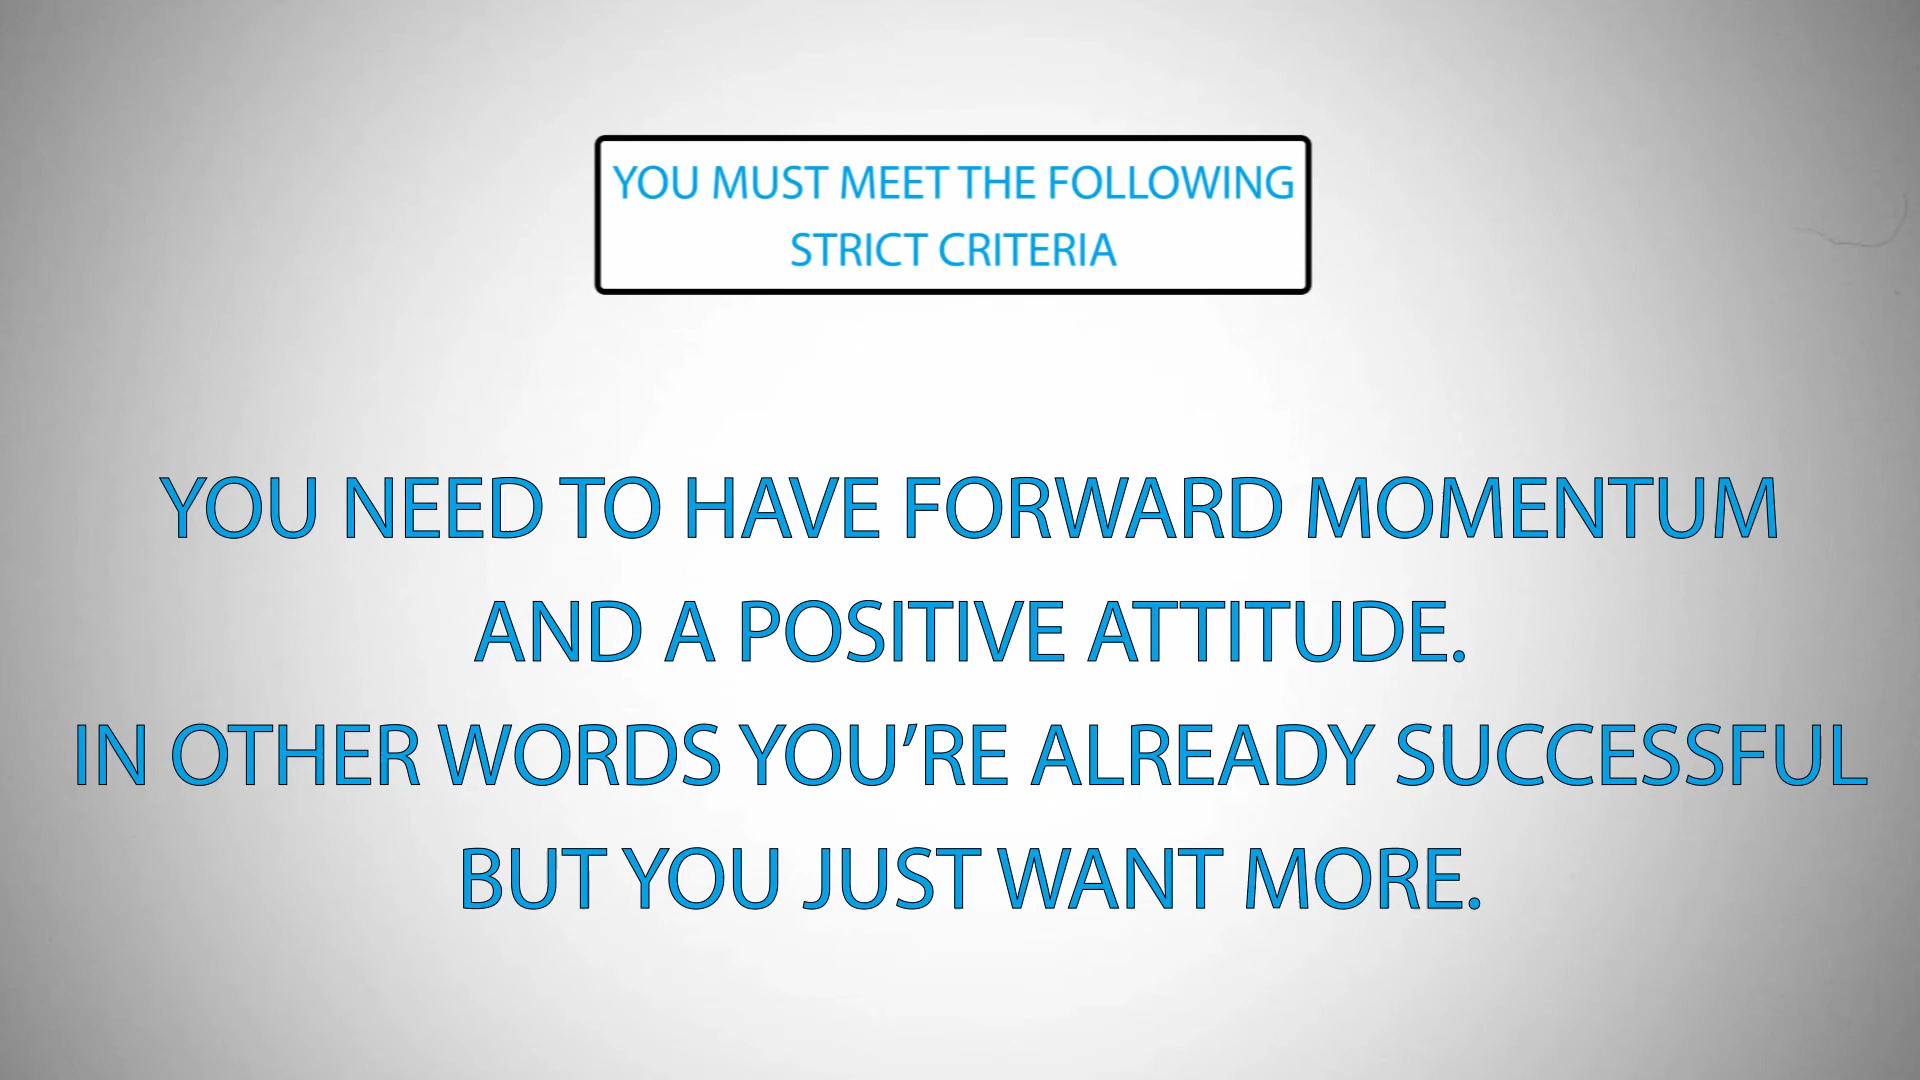 YOU MUST MEET THE FOLLOWING
STRICT CRITERIA
YOU NEED TO HAVE FORWARD MOMENTUM
AND A POSITIVE ATTITUDE.
IN OTHER WORDS YOU’RE ALREADY SUCCESSFUL
BUT YOU JUST WANT MORE.